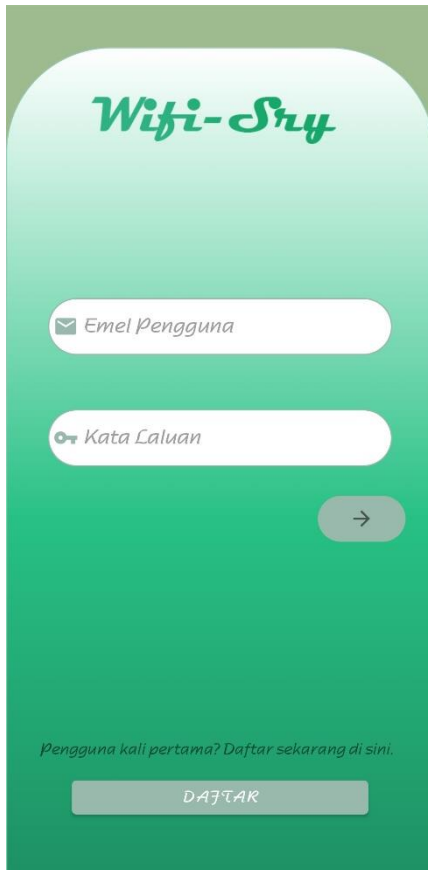 Wifi-Sry
Emel Pengguna
Kata Laluan
Pengguna kali pertama? Daftar sekarang di sini.
DAFTAR